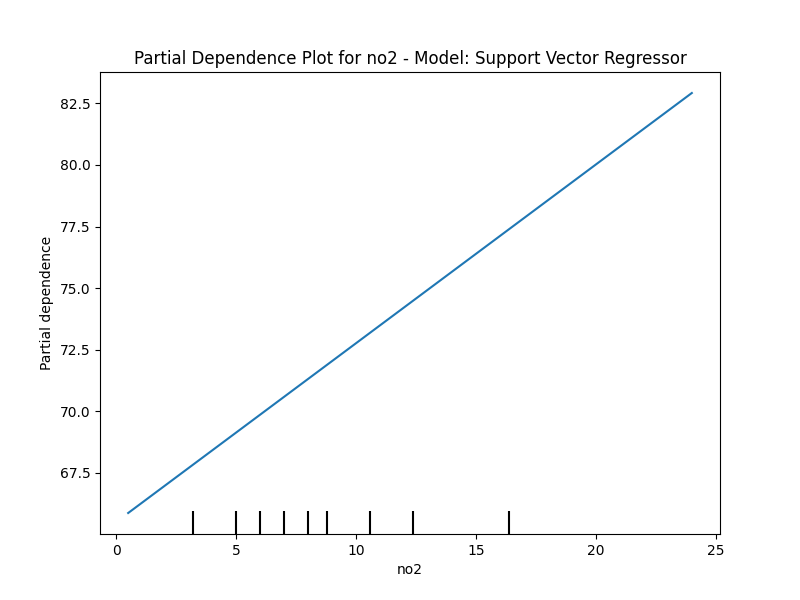 Partial Dependence Plot for no2 - Model: Support Vector Regressor
82.5
80.0
77.5
75.0
72.5
70.0
67.5
Partial dependence
0 5 10 15 20 25
no2